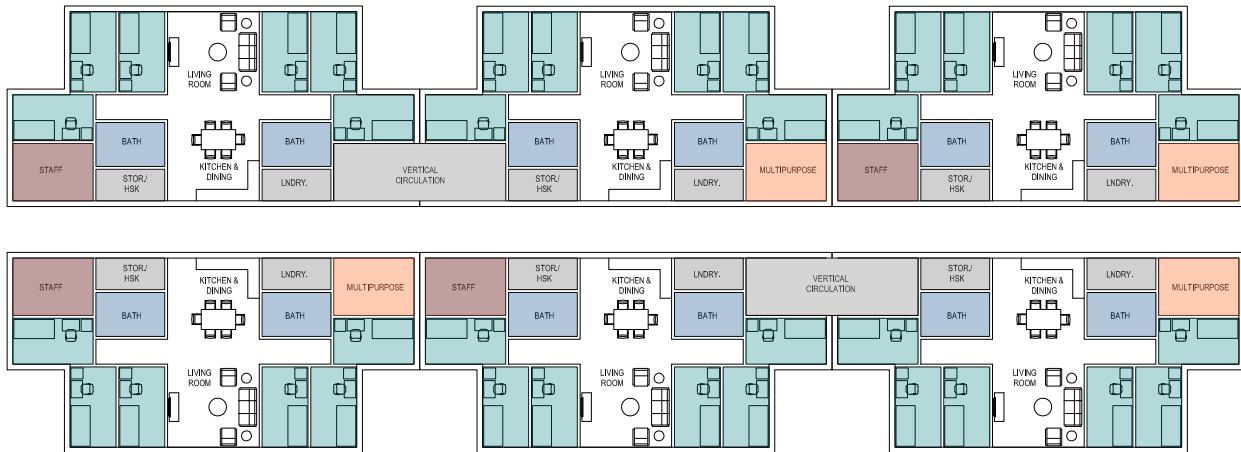 LIVING
ROOM
LIVING
ROOM
LIVING
ROOM
BATH
KITCHEN &
DINING
BATH
BATH
KITCHEN &
DINING
BATH
BATH
KITCHEN &
DINING
BATH
STAFF
STOR./
HSK
LNDRY.
VERTICAL
CIRCULATION
STOR./
HSK
LNDRY.
MULTIPURPOSE
STAFF
STOR./
HSK
LNDRY.
MULTIPURPOSE
STAFF
STOR./
HSK
KITCHEN &
DINING
LNDRY.
MULTIPURPOSE
STAFF
STOR./
HSK
KITCHEN &
DINING
LNDRY.
VERTICAL
CIRCULATION
STOR./
HSK
KITCHEN &
DINING
LNDRY.
MULTIPURPOSE
BATH
BATH
BATH
BATH
BATH
BATH
LIVING
ROOM
LIVING
ROOM
LIVING
ROOM